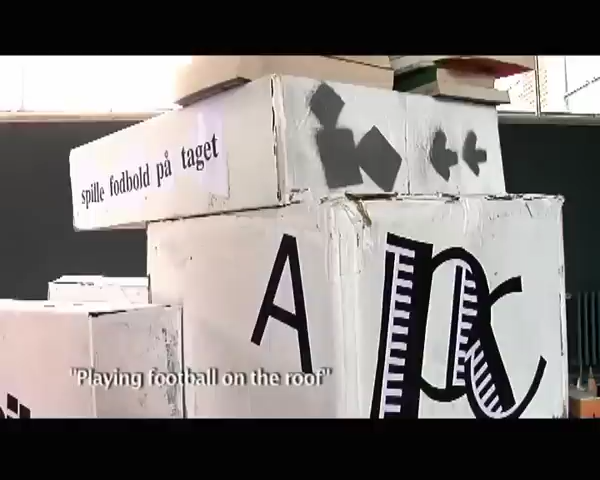 spille fodbold på taget
A
"Playing football on the roof"